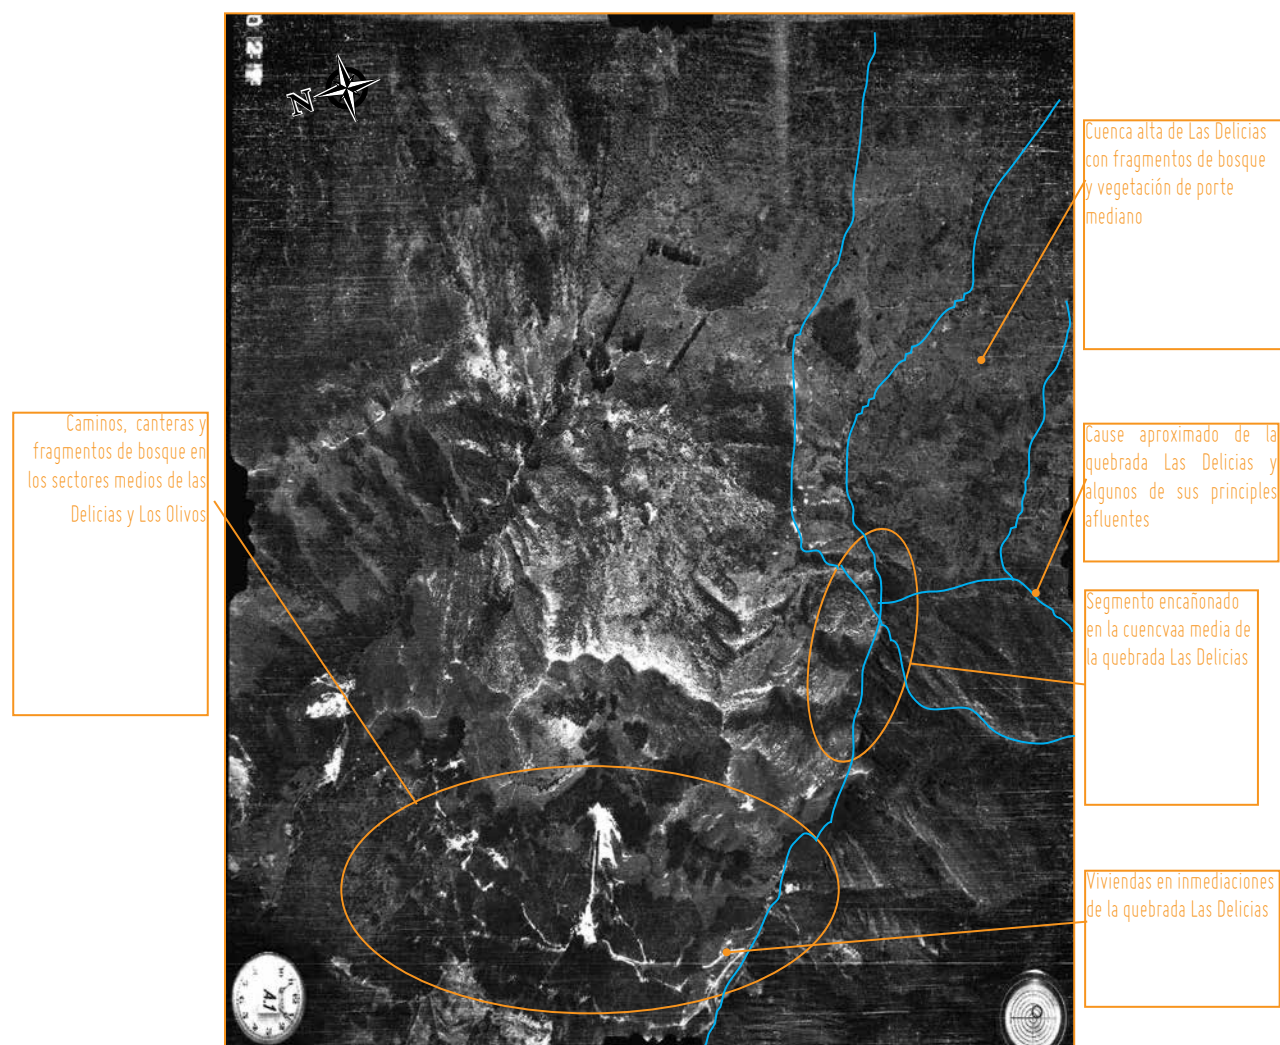 N
Cuenca alta de Las Delicias
con fragmentos de bosque
y vegetación de porte
mediano
Caminos, canteras y
fragmentos de bosque en
los sectores medios de las
Delicias y Los Olivos
Cause aproximado de la
quebrada Las Delicias y
algunos de sus principles
afluentes
Segmento encañonado
en la cuencvaa media de
la quebrada Las Delicias
Viviendas en inmediaciones
de la quebrada Las Delicias